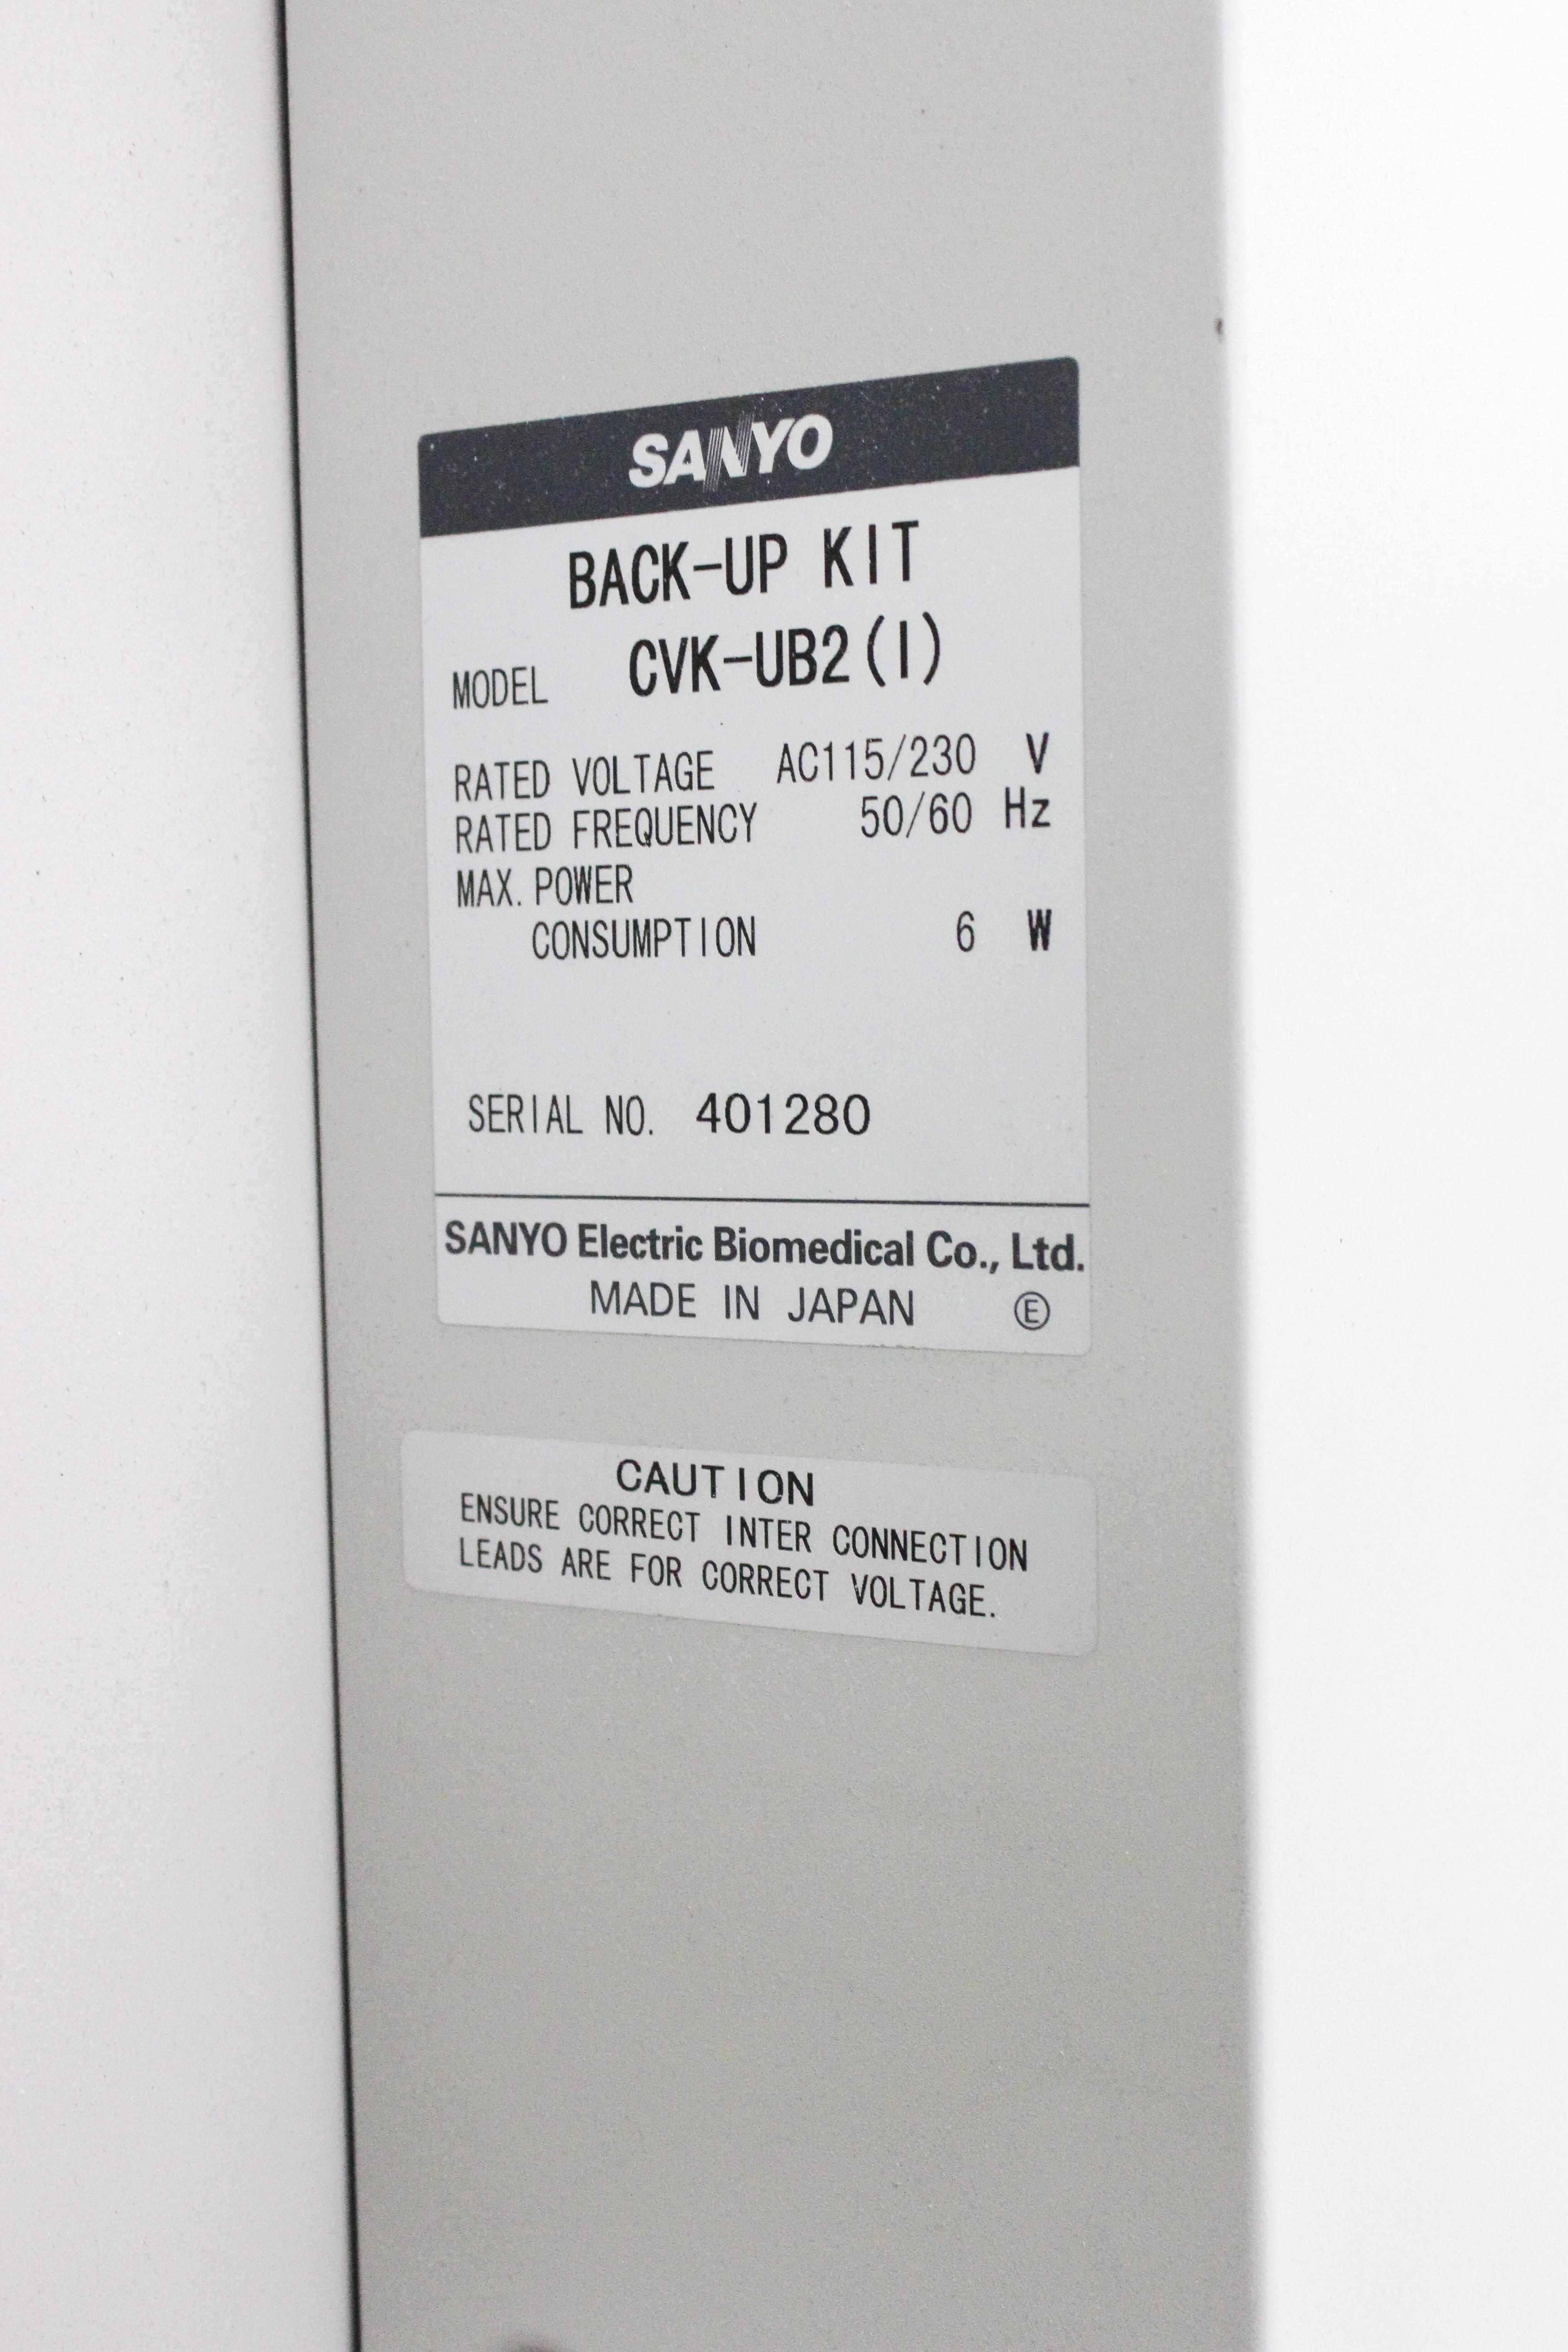 SANYO
BACK-UP KIT
MODEL CVK-UB2(I)
RATED VOLTAGE AC115/230 V
RATED FREQUENCY 50/60 Hz
MAX. POWER
CONSUMPTION 6 W
SERIAL NO. 401280
SANYO Electric Biomedical Co., Ltd.
MADE IN JAPAN Ⓔ
CAUTION
ENSURE CORRECT INTER CONNECTION
LEADS ARE FOR CORRECT VOLTAGE.